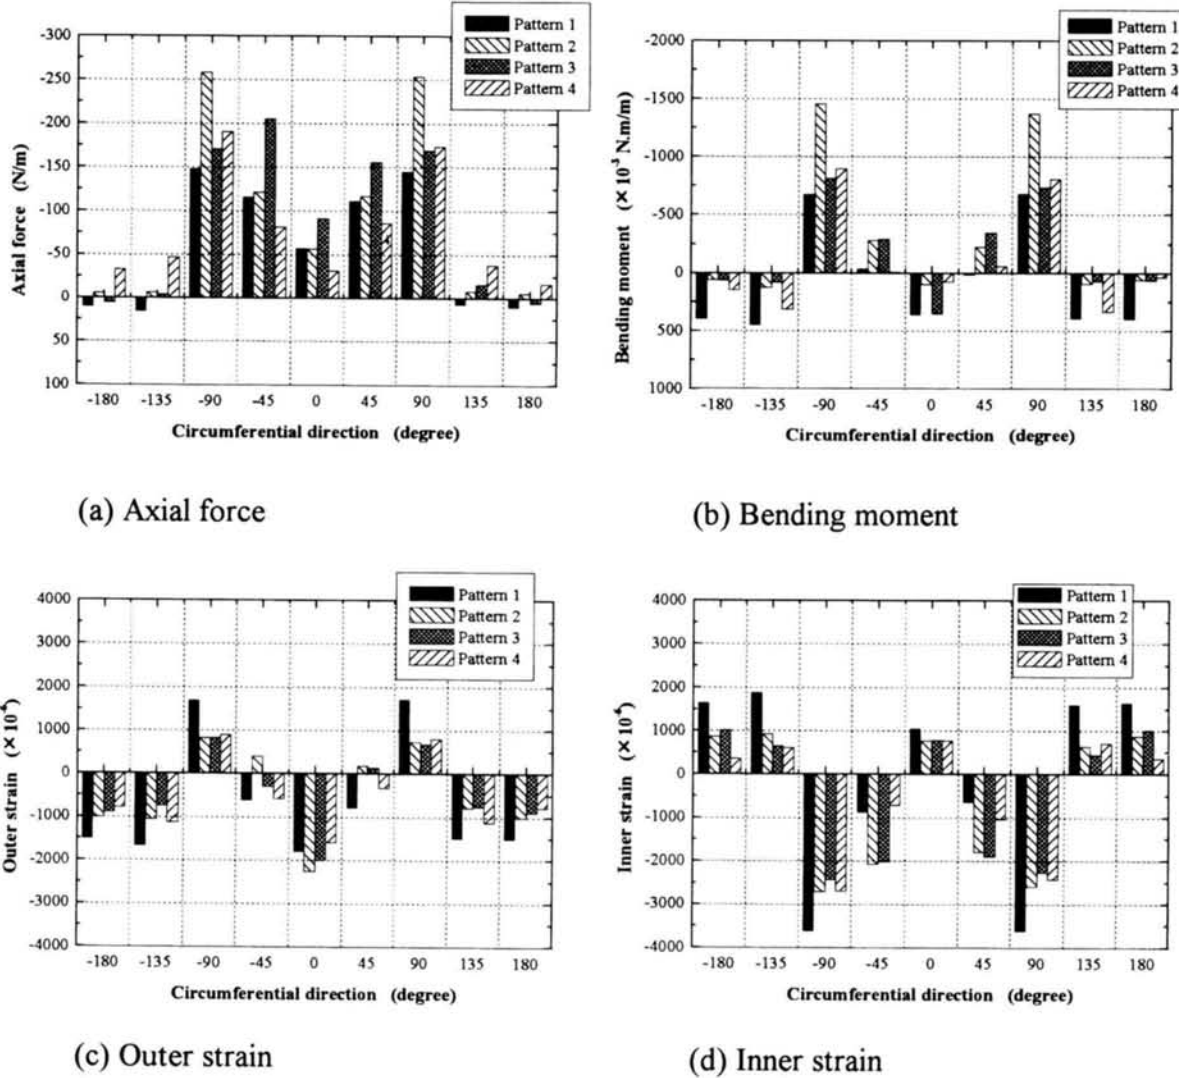 Pattern 1
Pattern 2
Pattern 3
Pattern 4
-300
-250
-200
-150
-100
-50
0
50
100
Axial force (N/m)
-180 -135 -90 -45 0 45 90 135 180
Circumferential direction (degree)
(a) Axial force
Pattern 1
Pattern 2
Pattern 3
Pattern 4
-2000
-1500
-1000
-500
0
500
1000
Bending moment (×10⁻³ N.m/m)
-180 -135 -90 -45 0 45 90 135 180
Circumferential direction (degree)
(b) Bending moment
Pattern 1
Pattern 2
Pattern 3
Pattern 4
4000
3000
2000
1000
0
-1000
-2000
-3000
-4000
Outer strain (×10⁻⁶)
-180 -135 -90 -45 0 45 90 135 180
Circumferential direction (degree)
(c) Outer strain
Pattern 1
Pattern 2
Pattern 3
Pattern 4
4000
3000
2000
1000
0
-1000
-2000
-3000
-4000
Inner strain (×10⁻⁶)
-180 -135 -90 -45 0 45 90 135 180
Circumferential direction (degree)
(d) Inner strain